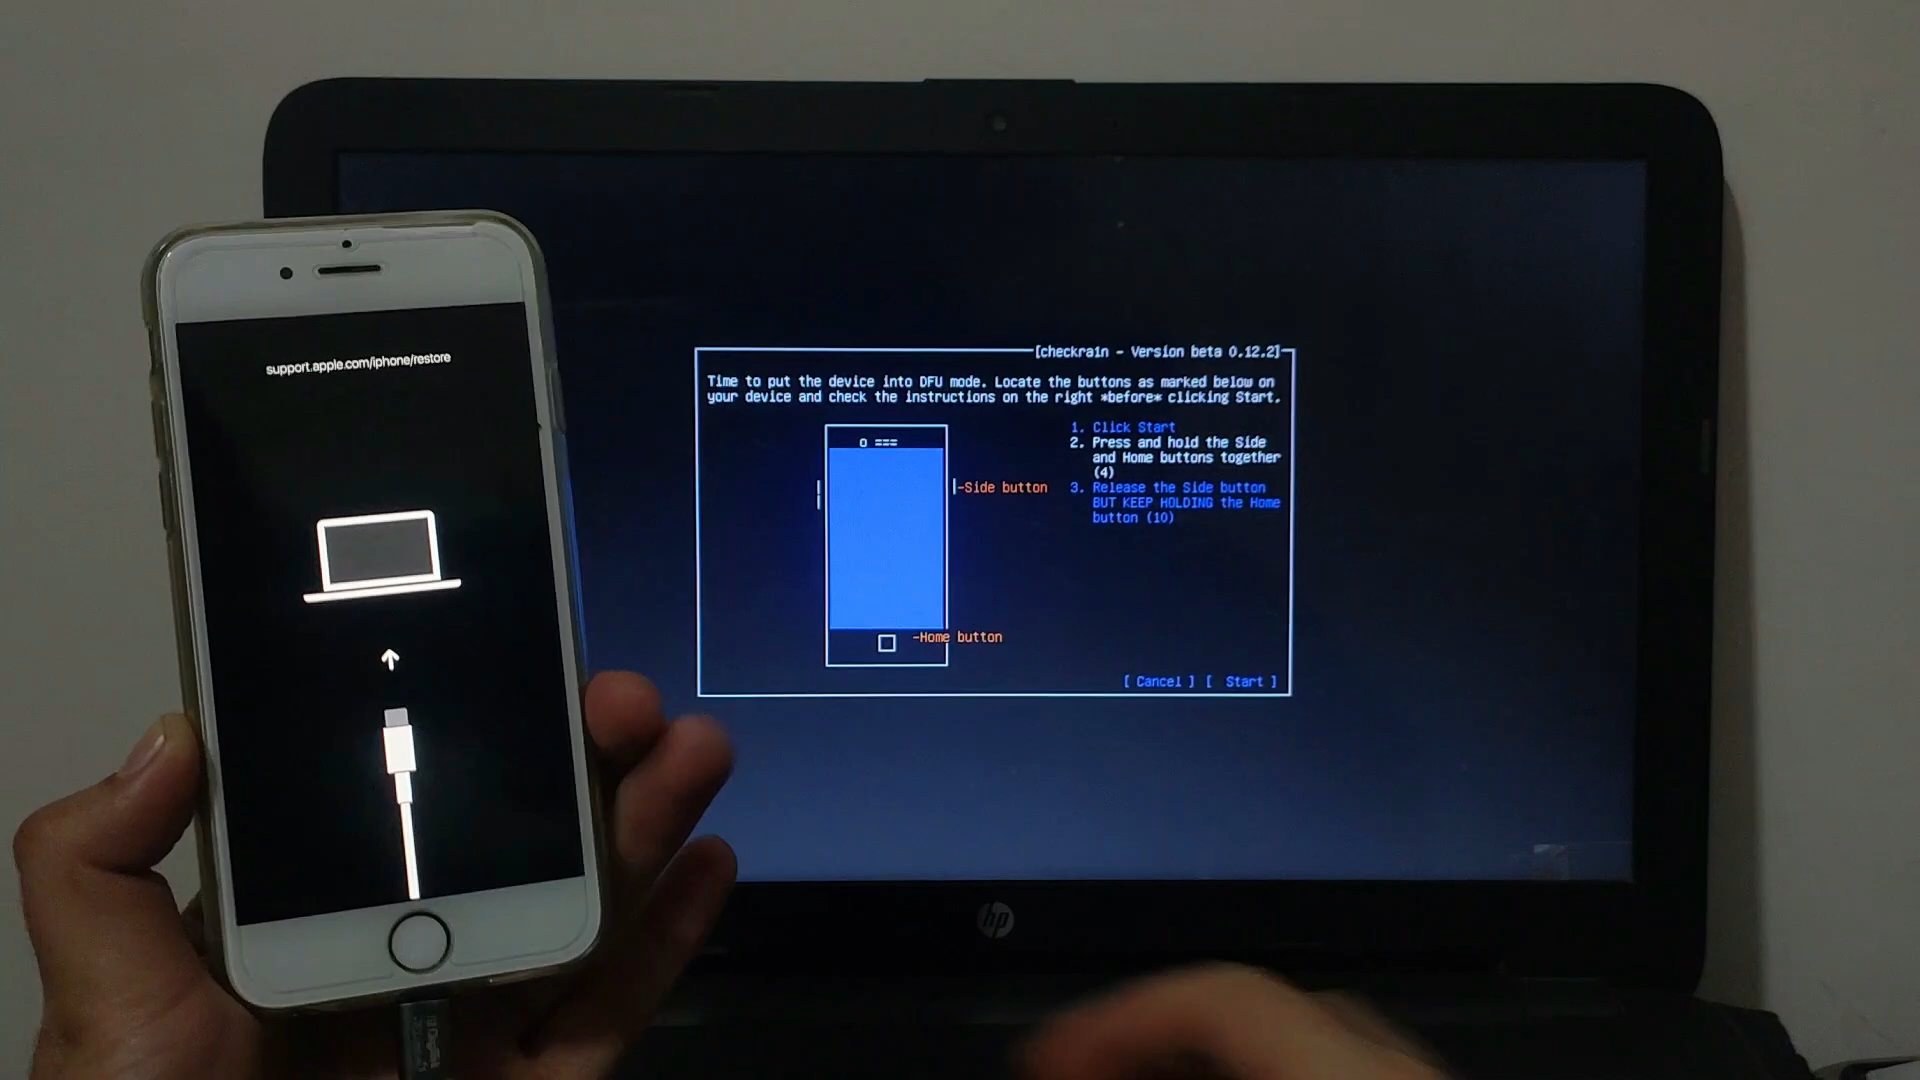 support.apple.com/iphone/restore
[checkra1n - Version beta 0.12.2]
Time to put the device into DFU mode. Locate the buttons as marked below on
your device and check the instructions on the right *before* clicking Start.
o ===
1. Click Start
2. Press and hold the Side
and Home buttons together
(4)
-Side button
3. Release the Side button
BUT KEEP HOLDING the Home
button (10)
-Home button
[ Cancel ] [ Start ]
hp